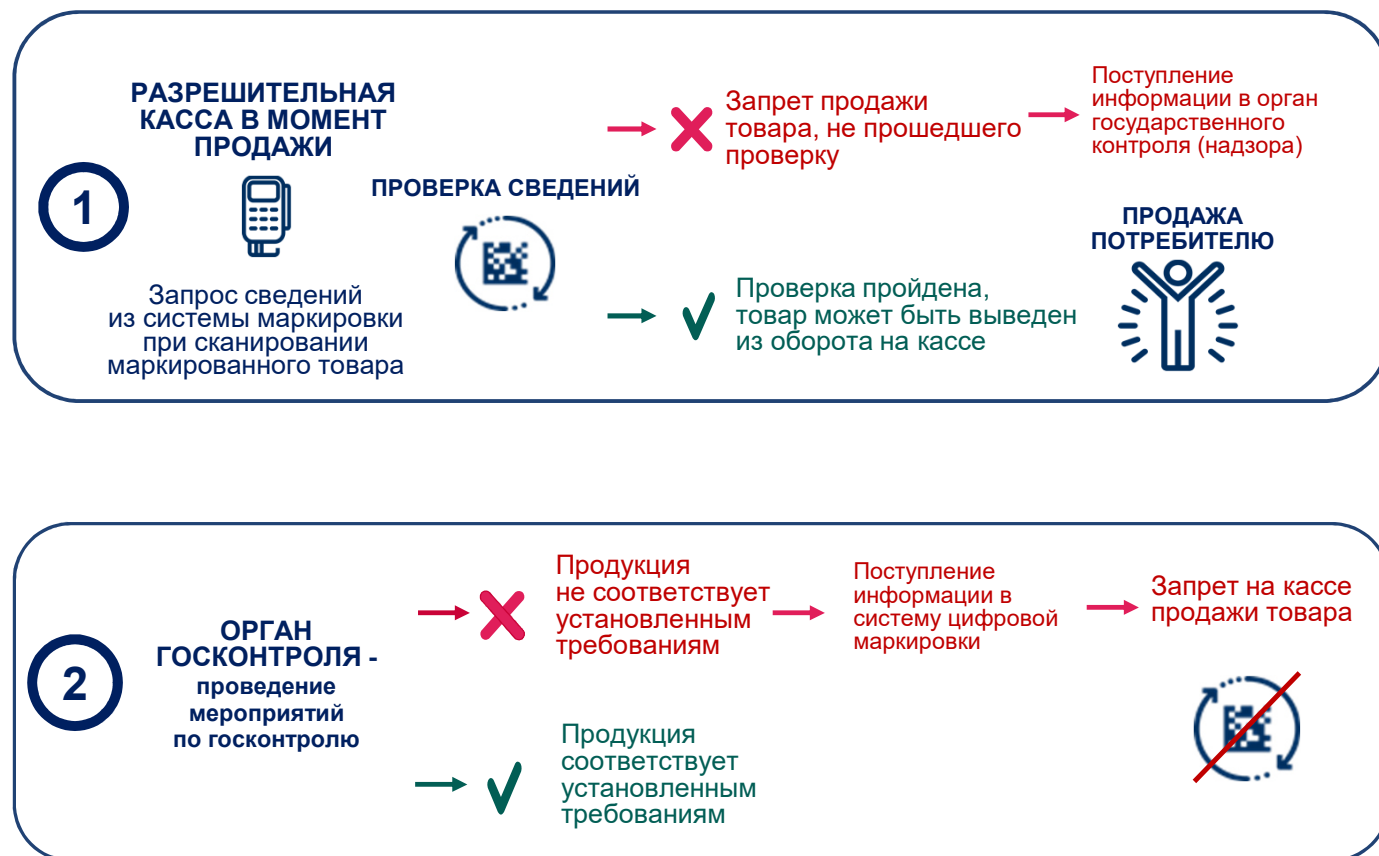 РАЗРЕШИТЕЛЬНАЯ
КАССА В МОМЕНТ
ПРОДАЖИ
1
Запрос сведений
из системы маркировки
при сканировании
маркированного товара
ПРОВЕРКА СВЕДЕНИЙ
Запрет продажи
товара, не прошедшего
проверку
Поступление
информации в орган
государственного
контроля (надзора)
Проверка пройдена,
товар может быть выведен
из оборота на кассе
ПРОДАЖА
ПОТРЕБИТЕЛЮ
2
ОРГАН
ГОСКОНТРОЛЯ -
проведение
мероприятий
по госконтролю
Продукция
не соответствует
установленным
требованиям
Поступление
информации в
систему цифровой
маркировки
Запрет на кассе
продажи товара
Продукция
соответствует
установленным
требованиям